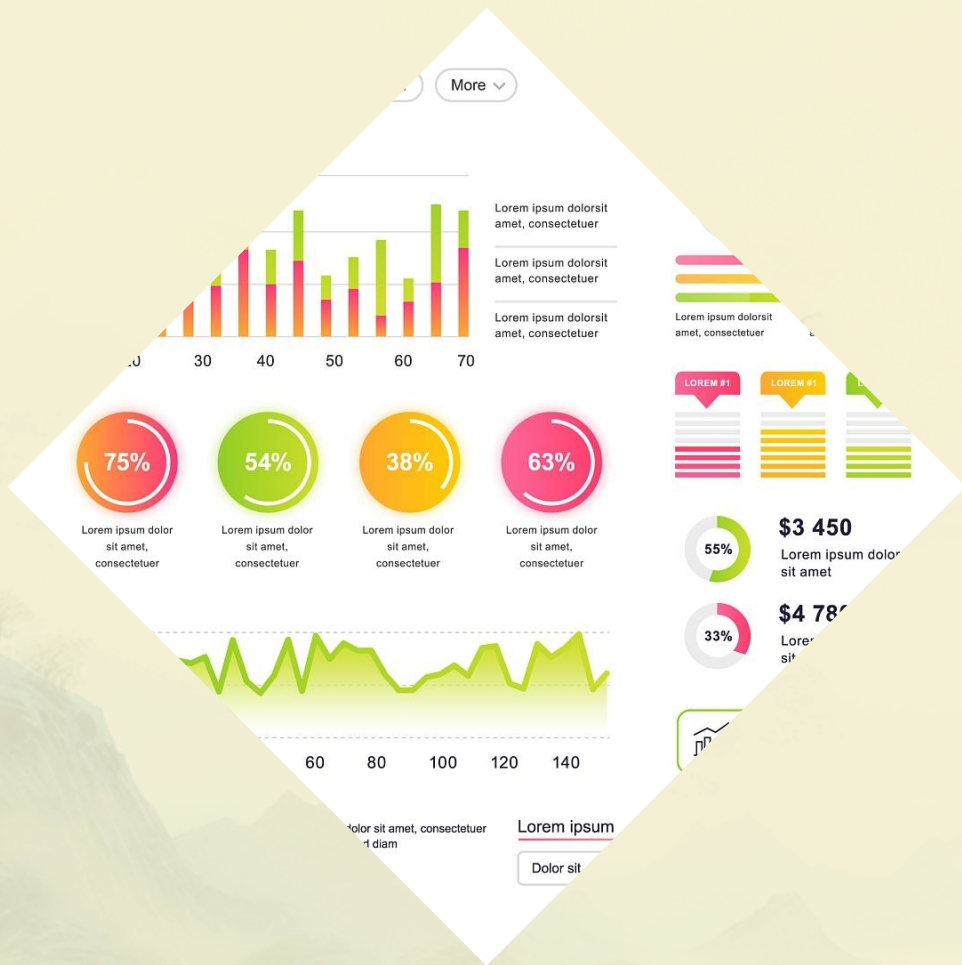 More
Lorem ipsum dolorsit
amet, consectetuer
Lorem ipsum dolorsit
amet, consectetuer
Lorem ipsum dolorsit
amet, consectetuer
30 40 50 60 70
Lorem ipsum dolorsit
amet, consectetuer
LOREM #1 LOREM #1
75% 54% 38% 63%
Lorem ipsum dolor
sit amet,
consectetuer
Lorem ipsum dolor
sit amet,
consectetuer
Lorem ipsum dolor
sit amet,
consectetuer
Lorem ipsum dolor
sit amet,
consectetuer
55%
$3 450
Lorem ipsum dolor
sit amet
33%
60 80 100 120 140
dolor sit amet, consectetuer
diam
Lorem ipsum
Dolor sit